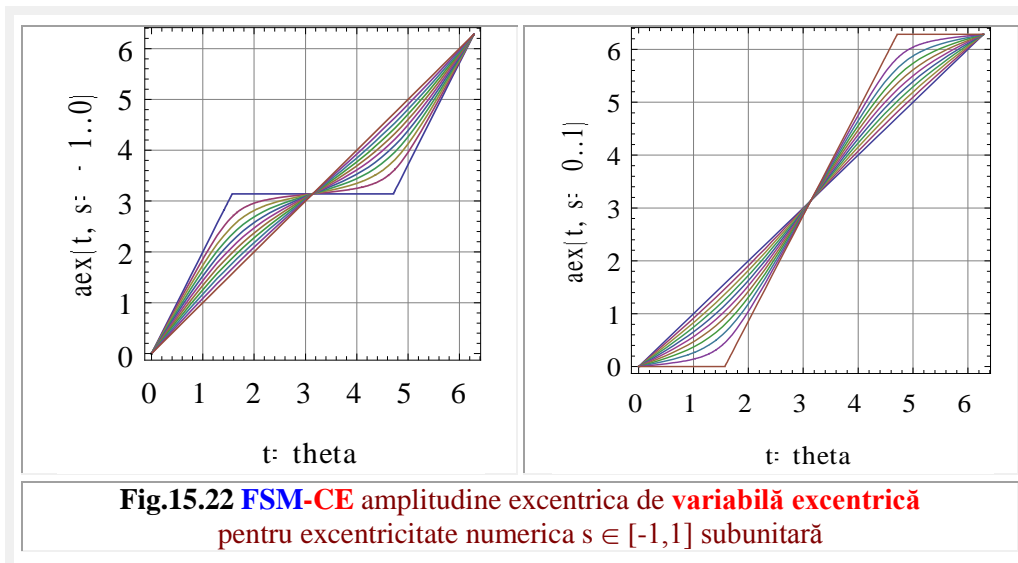 6
5
4
3
2
1
0
aex(t, s= - 1..0)
0 1 2 3 4 5 6
t= theta
6
5
4
3
2
1
0
aex(t, s= 0..1)
0 1 2 3 4 5 6
t= theta
Fig.15.22 FSM-CE amplitudine excentrica de variabilă excentrică
pentru excentricitate numerica s ∈ [-1,1] subunitară